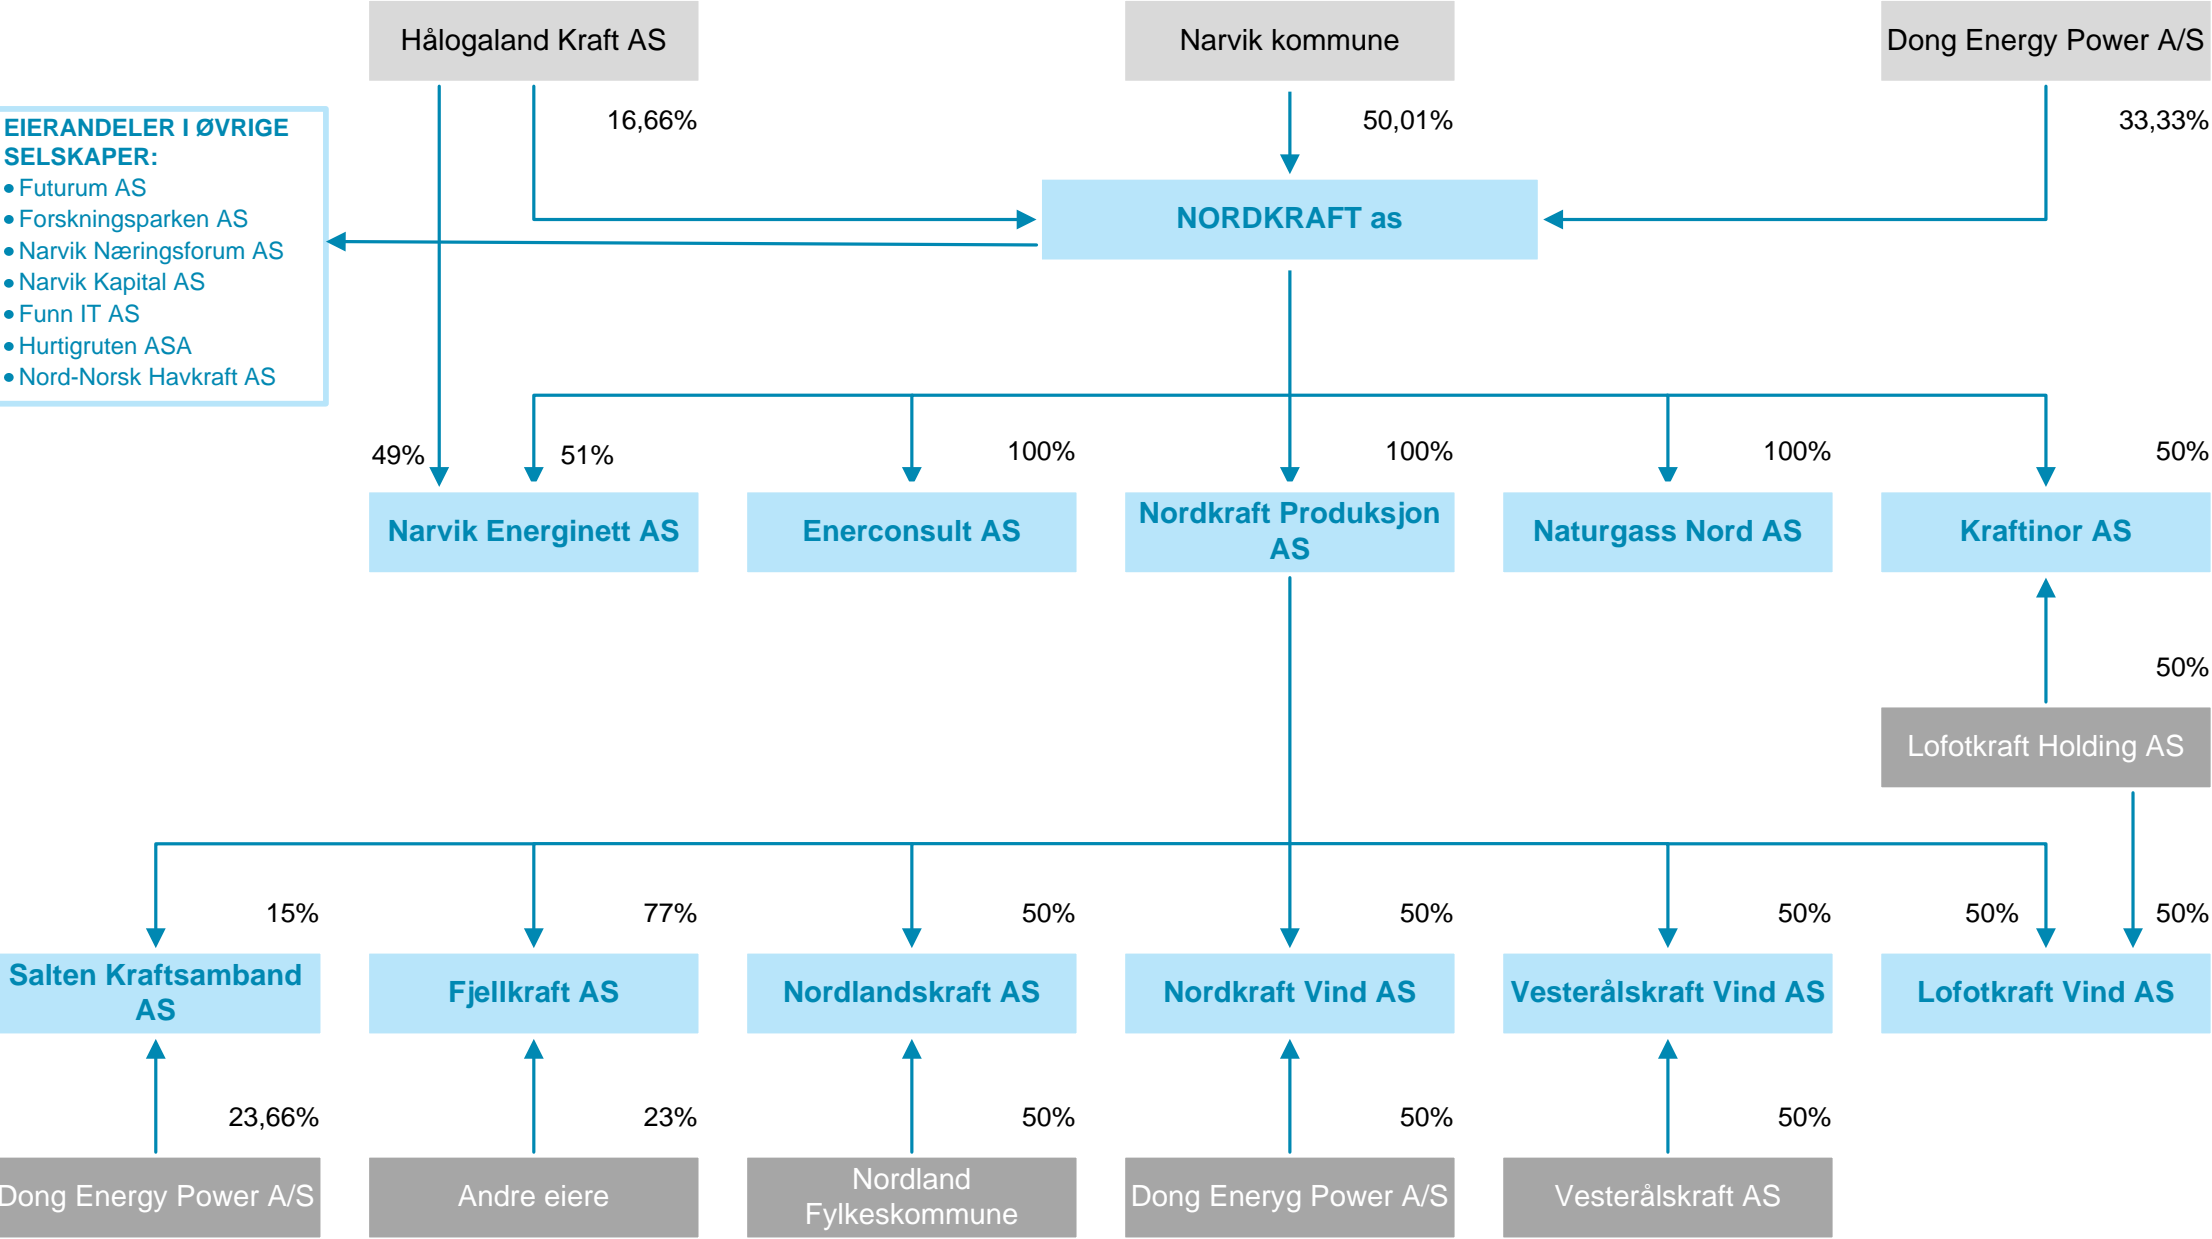 Hålogaland Kraft AS
Narvik kommune
Dong Energy Power A/S
16,66%
50,01%
33,33%
EIERANDELER I ØVRIGE
SELSKAPER:
• Futurum AS
• Forskningsparken AS
• Narvik Næringsforum AS
• Narvik Kapital AS
• Funn IT AS
• Hurtigruten ASA
• Nord-Norsk Havkraft AS
NORDKRAFT as
49%
51%
100%
100%
100%
50%
Narvik Energinett AS
Enerconsult AS
Nordkraft Produksjon
AS
Naturgass Nord AS
Kraftinor AS
50%
Lofotkraft Holding AS
15%
77%
50%
50%
50%
50%
50%
Salten Kraftsamband
AS
Fjellkraft AS
Nordlandskraft AS
Nordkraft Vind AS
Vesterålskraft Vind AS
Lofotkraft Vind AS
23,66%
23%
50%
50%
50%
Dong Energy Power A/S
Andre eiere
Nordland
Fylkeskommune
Dong Eneryg Power A/S
Vesterålskraft AS